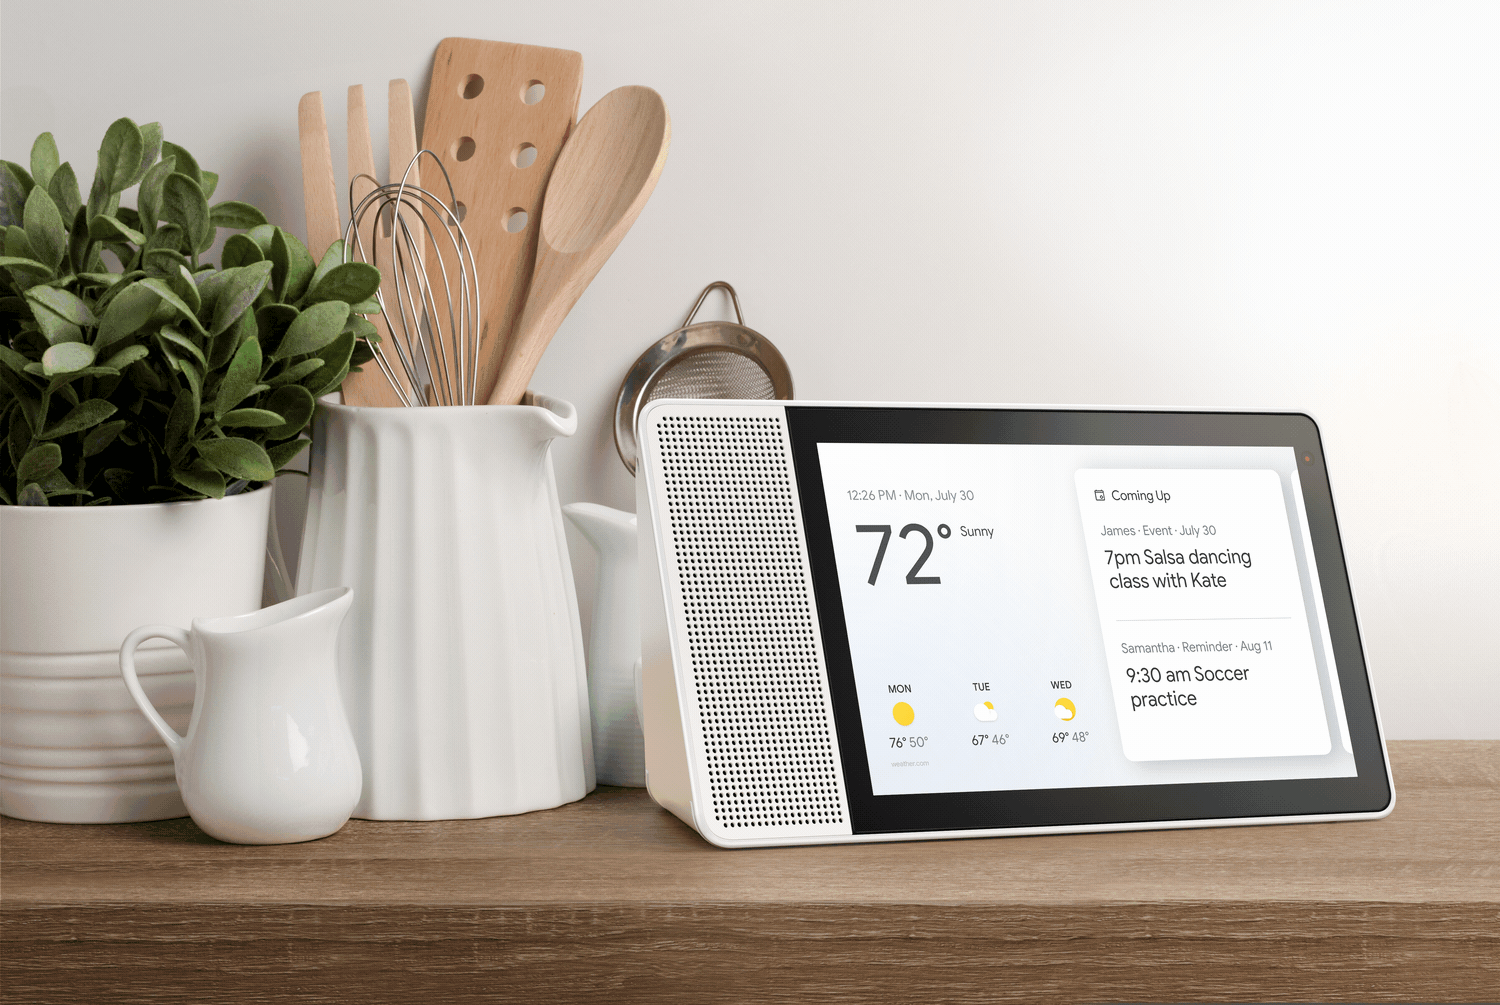 12:26 PM · Mon, July 30
72° Sunny
MON
76° 50°
TUE
67° 46°
WED
69° 48°
weather.com
Coming Up
James · Event · July 30
7pm Salsa dancing
class with Kate
Samantha · Reminder · Aug 11
9:30 am Soccer
practice